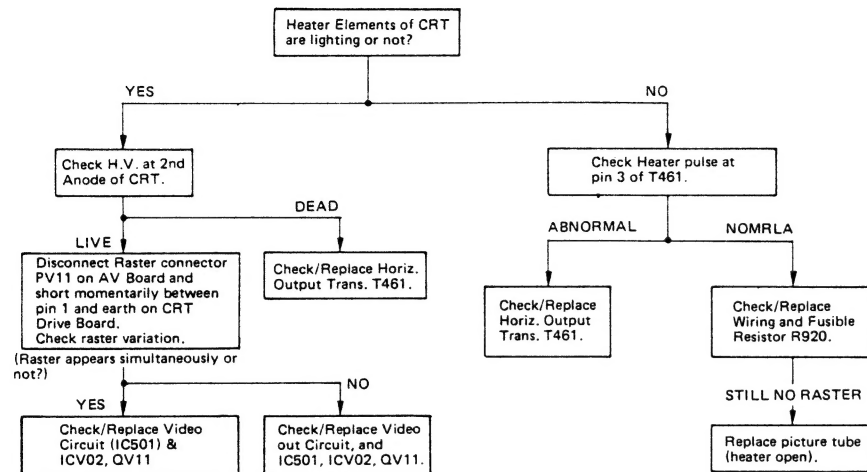 Heater Elements of CRT
are lighting or not?
YES
NO
Check H.V. at 2nd
Anode of CRT.
Check Heater pulse at
pin 3 of T461.
DEAD
LIVE
ABNORMAL
NOMRLA
Disconnect Raster connector
PV11 on AV Board and
short momentarily between
pin 1 and earth on CRT
Drive Board.
Check raster variation.
Check/Replace Horiz.
Output Trans. T461.
Check/Replace
Horiz. Output
Trans. T461.
Check/Replace
Wiring and Fusible
Resistor R920.
(Raster appears simultaneously or
not?)
YES
NO
STILL NO RASTER
Check/Replace Video
Circuit (IC501) &
ICV02, QV11
Check/Replace Video
out Circuit, and
IC501, ICV02, QV11.
Replace picture tube
(heater open).